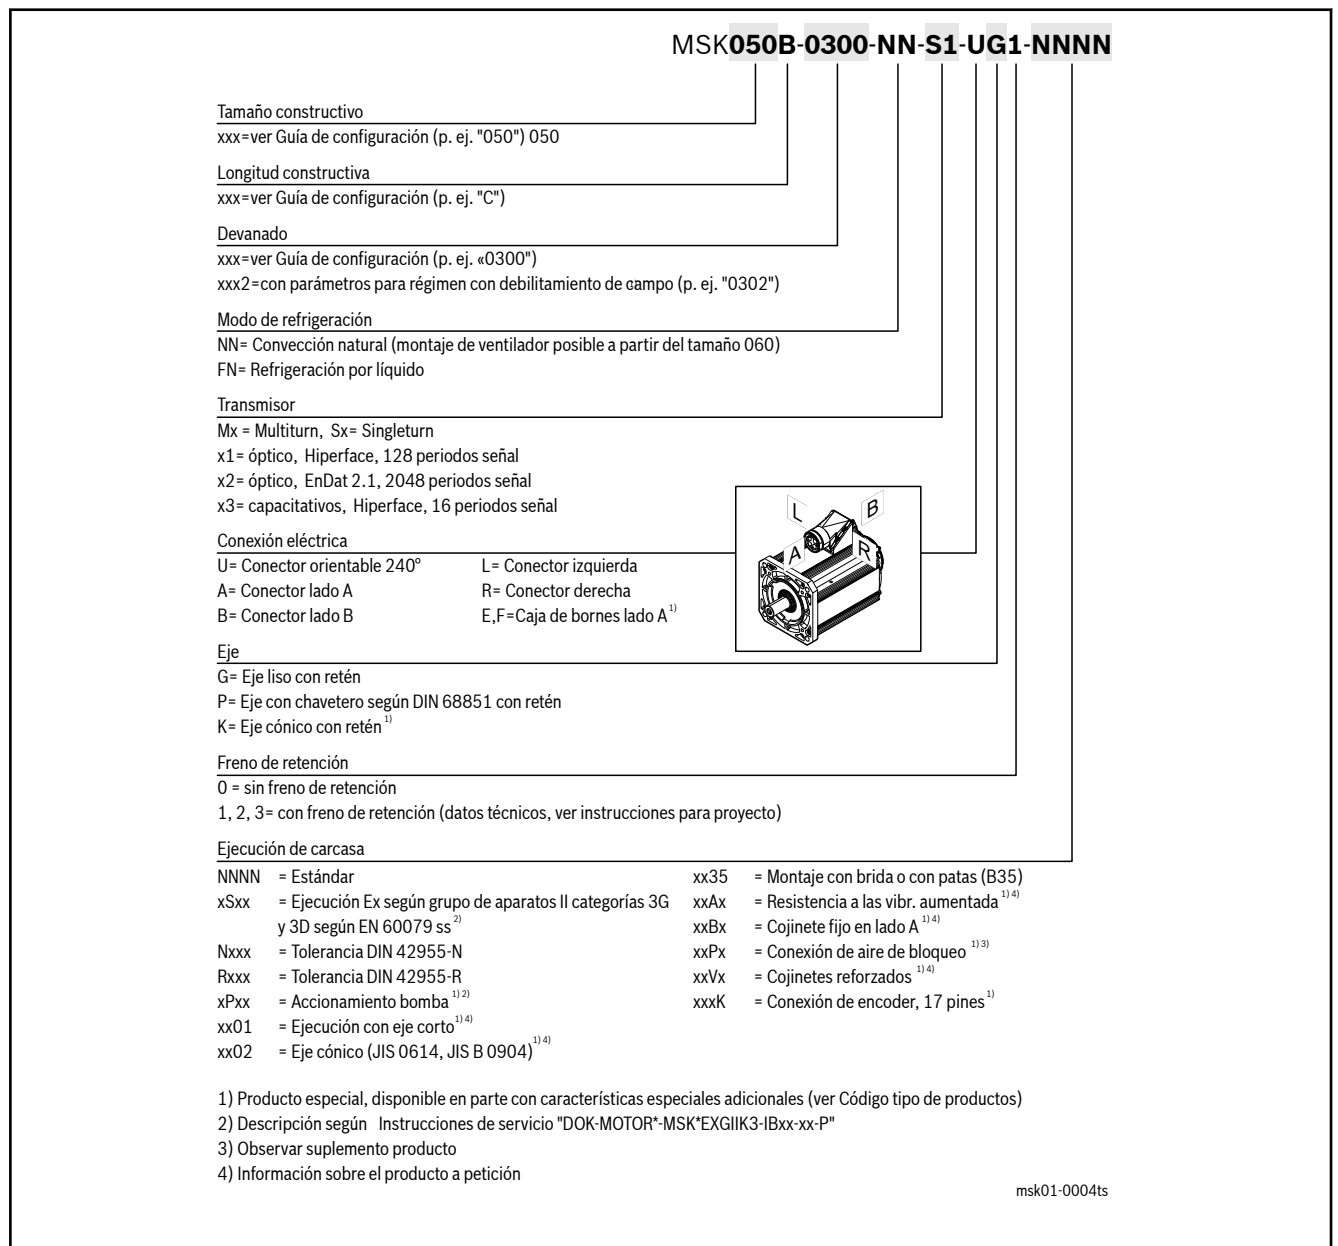 MSK050B-0300-NN-S1-UG1-NNNN
Tamaño constructivo
xxx=ver Guía de configuración (p. ej. "050") 050
Longitud constructiva
xxx=ver Guía de configuración (p. ej. "C")
Devanado
xxx=ver Guía de configuración (p. ej. «0300")
xxx2=con parámetros para régimen con debilitamiento de campo (p. ej. "0302")
Modo de refrigeración
NN= Convección natural (montaje de ventilador posible a partir del tamaño 060)
FN= Refrigeración por líquido
Transmisor
Mx = Multiturn, Sx= Singleturn
x1= óptico, Hiperface, 128 periodos señal
x2= óptico, EnDat 2.1, 2048 periodos señal
x3= capacitativos, Hiperface, 16 periodos señal
Conexión eléctrica
U= Conector orientable 240° L= Conector izquierda
A= Conector lado A R= Conector derecha
B= Conector lado B E,F=Caja de bornes lado A 1)
L B
A R
Eje
G= Eje liso con retén
P= Eje con chavetero según DIN 68851 con retén
K= Eje cónico con retén 1)
Freno de retención
0 = sin freno de retención
1, 2, 3= con freno de retención (datos técnicos, ver instrucciones para proyecto)
Ejecución de carcasa
NNNN = Estándar
xSxx = Ejecución Ex según grupo de aparatos II categorías 3G
y 3D según EN 60079 ss 2)
Nxxx = Tolerancia DIN 42955-N
Rxxx = Tolerancia DIN 42955-R
xPxx = Accionamiento bomba 1) 2)
xx01 = Ejecución con eje corto 1) 4)
xx02 = Eje cónico (JIS 0614, JIS B 0904) 1) 4)
xx35 = Montaje con brida o con patas (B35)
xxAx = Resistencia a las vibr. aumentada 1) 4)
xxBx = Cojinete fijo en lado A 1) 4)
xxPx = Conexión de aire de bloqueo 1) 3)
xxVx = Cojinetes reforzados 1) 4)
xxxK = Conexión de encoder, 17 pines 1)
1) Producto especial, disponible en parte con características especiales adicionales (ver Código tipo de productos)
2) Descripción según Instrucciones de servicio "DOK-MOTOR*-MSK*EXGIIK3-IBxx-xx-P"
3) Observar suplemento producto
4) Información sobre el producto a petición
msk01-0004ts